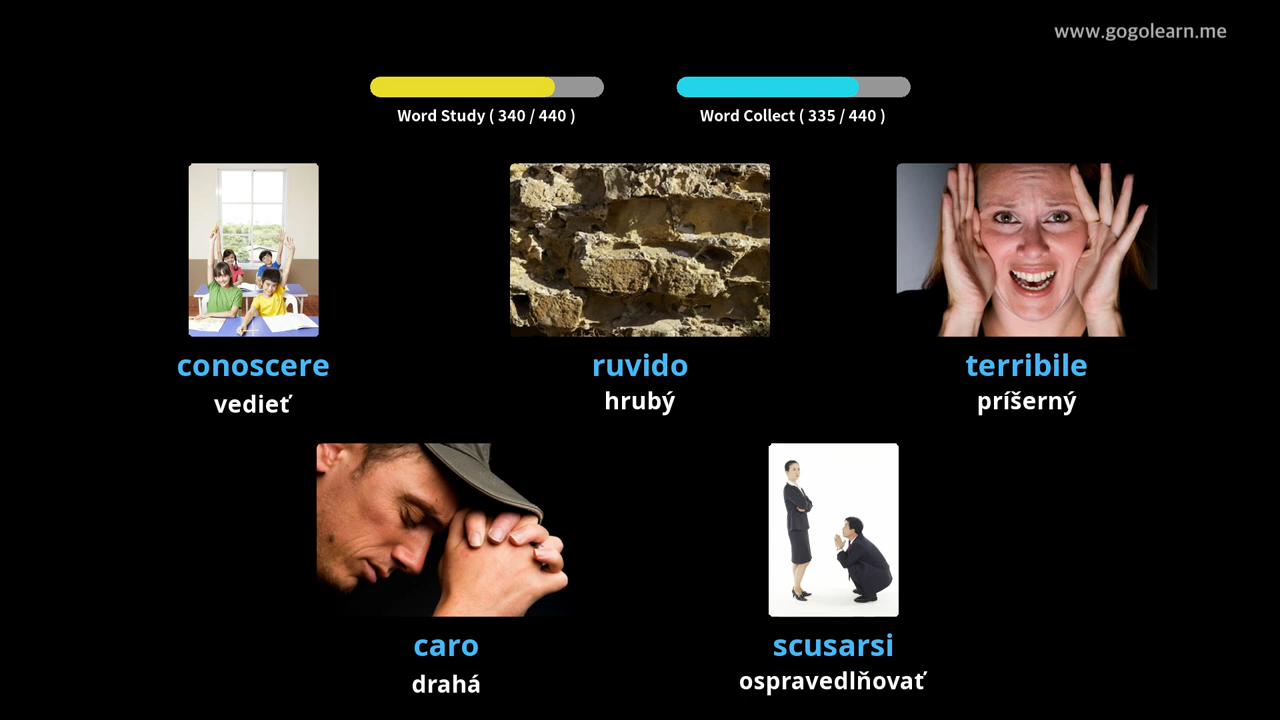 www.gogolearn.me
Word Study ( 340 / 440 )
Word Collect ( 335 / 440 )
conoscere
vedieť
ruvido
hrubý
terribile
príšerný
caro
drahá
scusarsi
ospravedlňovať